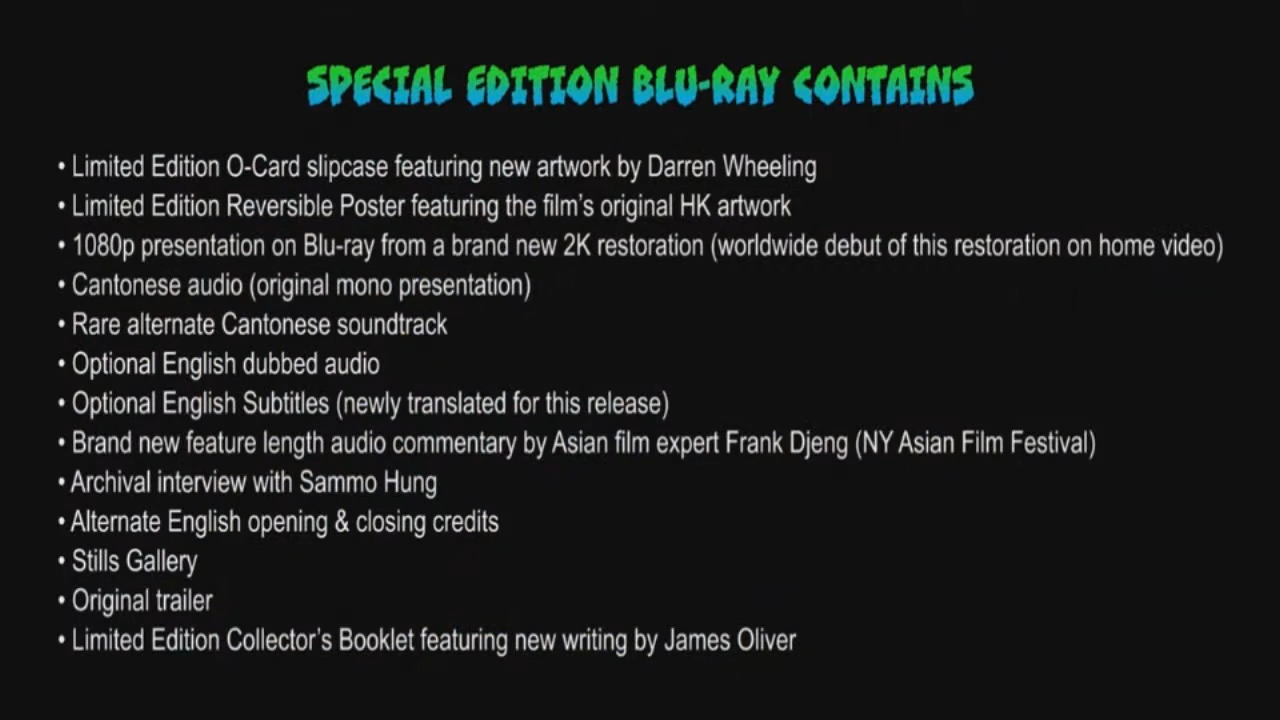 SPECIAL EDITION BLU-RAY CONTAINS
• Limited Edition O-Card slipcase featuring new artwork by Darren Wheeling
• Limited Edition Reversible Poster featuring the film’s original HK artwork
• 1080p presentation on Blu-ray from a brand new 2K restoration (worldwide debut of this restoration on home video)
• Cantonese audio (original mono presentation)
• Rare alternate Cantonese soundtrack
• Optional English dubbed audio
• Optional English Subtitles (newly translated for this release)
• Brand new feature length audio commentary by Asian film expert Frank Djeng (NY Asian Film Festival)
• Archival interview with Sammo Hung
• Alternate English opening & closing credits
• Stills Gallery
• Original trailer
• Limited Edition Collector’s Booklet featuring new writing by James Oliver